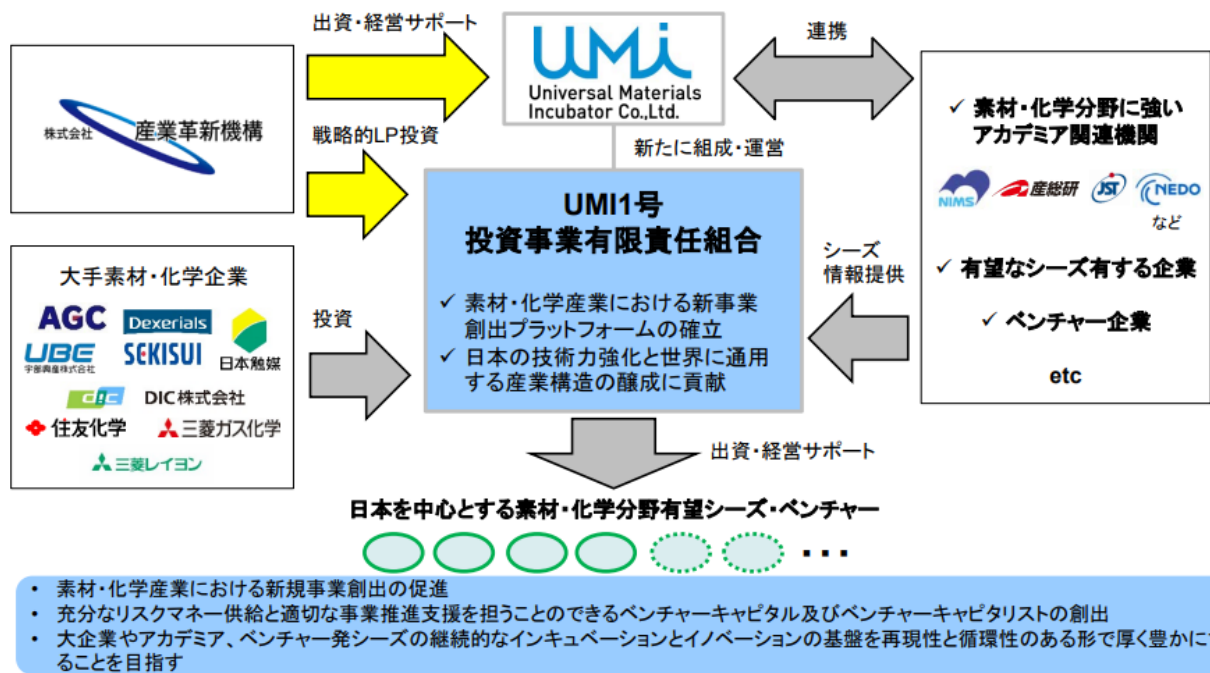 出資・経営サポート
UMi
Universal Materials
Incubator Co.,Ltd.
連携
株式会社 産業革新機構
戦略的LP投資
新たに組成・運営
✓ 素材・化学分野に強い
アカデミア関連機関
NIMS 産総研 JST NEDO
など
✓ 有望なシーズ有する企業
✓ ベンチャー企業
etc
UMI1号
投資事業有限責任組合
✓ 素材・化学産業における新事業
創出プラットフォームの確立
✓ 日本の技術力強化と世界に通用
する産業構造の醸成に貢献
シーズ
情報提供
大手素材・化学企業
AGC Dexerials
UBE SEKISUI 日本触媒
宇部興産株式会社
DIC DIC株式会社
住友化学 三菱ガス化学
三菱レイヨン
投資
出資・経営サポート
日本を中心とする素材・化学分野有望シーズ・ベンチャー
・・・
• 素材・化学産業における新規事業創出の促進
• 充分なリスクマネー供給と適切な事業推進支援を担うことのできるベンチャーキャピタル及びベンチャーキャピタリストの創出
• 大企業やアカデミア、ベンチャー発シーズの継続的なインキュベーションとイノベーションの基盤を再現性と循環性のある形で厚く豊かにす
ることを目指す